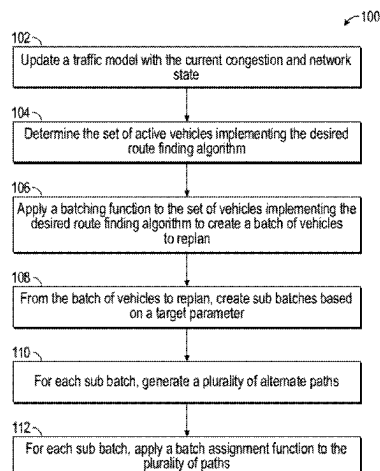 100
102
Update a traffic model with the current congestion and network
state
104
Determine the set of active vehicles implementing the desired
route finding algorithm
106
Apply a batching function to the set of vehicles implementing the
desired route finding algorithm to create a batch of vehicles
to replan
108
From the batch of vehicles to replan, create sub batches based
on a target parameter
110
For each sub batch, generate a plurality of alternate paths
112
For each sub batch, apply a batch assignment function to the
plurality of paths